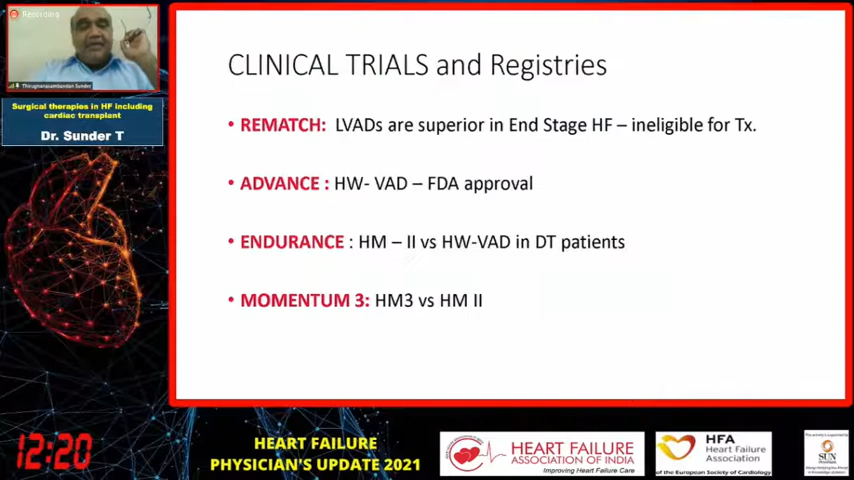 Recording
Thirugnanasambandan Sunder
Surgical therapies in HF including
cardiac transplant
Dr. Sunder T
CLINICAL TRIALS and Registries
• REMATCH: LVADs are superior in End Stage HF – ineligible for Tx.
• ADVANCE : HW- VAD – FDA approval
• ENDURANCE : HM – II vs HW-VAD in DT patients
• MOMENTUM 3: HM3 vs HM II
12:20
HEART FAILURE
PHYSICIAN'S UPDATE 2021
HEART FAILURE
ASSOCIATION OF INDIA
Improving Heart Failure Care
HFA
Heart Failure
Association
of the European Society of Cardiology
SUN